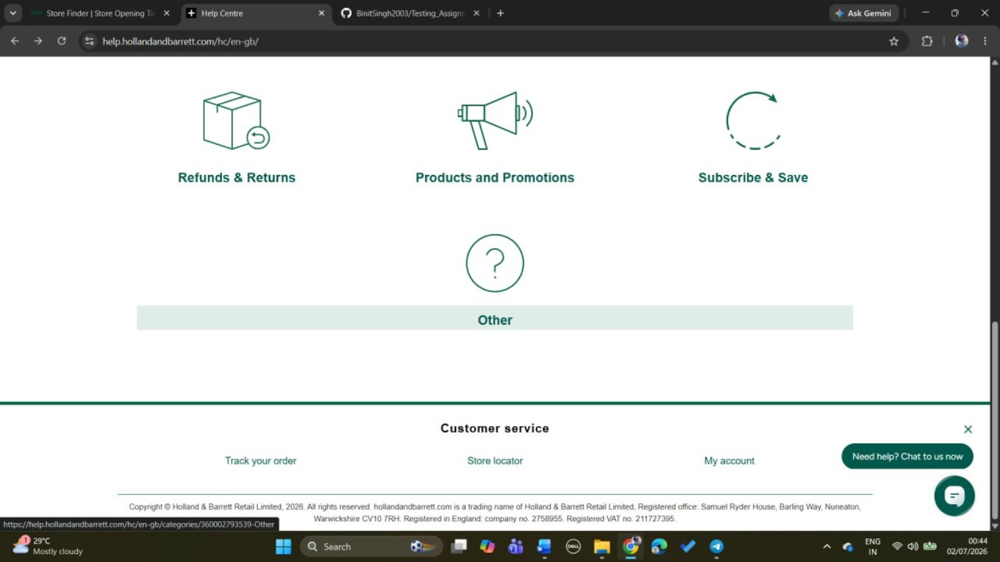 Store Finder | Store Opening Ti
Help Centre
BinitSingh2003/Testing_Assignm
Ask Gemini
help.hollandandbarrett.com/hc/en-gb/
Refunds & Returns
Products and Promotions
Subscribe & Save
?
Other
Customer service
Track your order
Store locator
My account
Need help? Chat to us now
Copyright © Holland & Barrett Retail Limited, 2026. All rights reserved. hollandandbarrett.com is a trading name of Holland & Barrett Retail Limited, Registered office: Samuel Ryder House, Barling Way, Nuneaton,
Warwickshire CV10 7RH. Registered in England: company no. 2758955. Registered VAT no. 211727395.
https://help.hollandandbarrett.com/hc/en-gb/categories/360002793539-Other
1
29°C
Mostly cloudy
Search
DELL
ENG
IN
00:44
02/07/2026